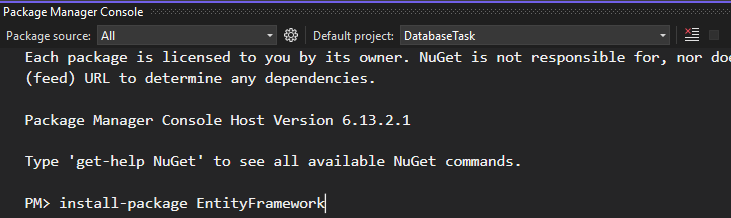 Package Manager Console
Package source: All Default project: DatabaseTask
Each package is licensed to you by its owner. NuGet is not responsible for, nor
(feed) URL to determine any dependencies.
Package Manager Console Host Version 6.13.2.1
Type 'get-help NuGet' to see all available NuGet commands.
PM> install-package EntityFramework